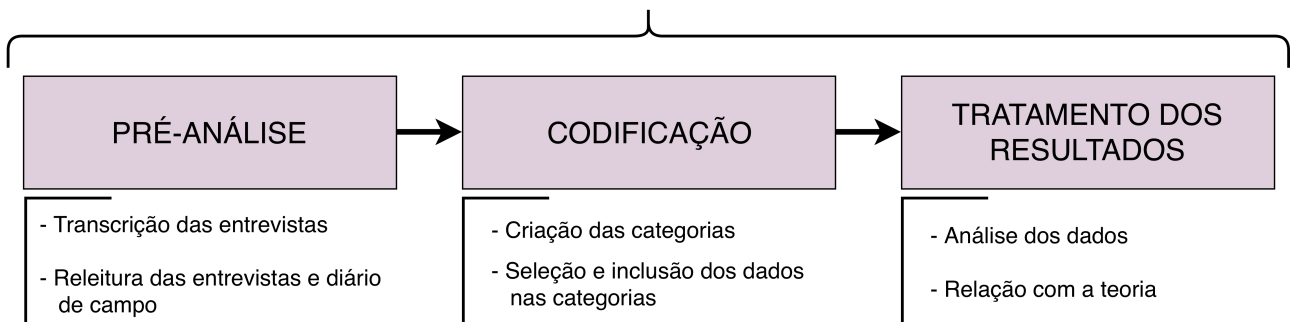 PRÉ-ANÁLISE
- Transcrição das entrevistas
- Releitura das entrevistas e diário
de campo
CODIFICAÇÃO
- Criação das categorias
- Seleção e inclusão dos dados
nas categorias
TRATAMENTO DOS
RESULTADOS
- Análise dos dados
- Relação com a teoria